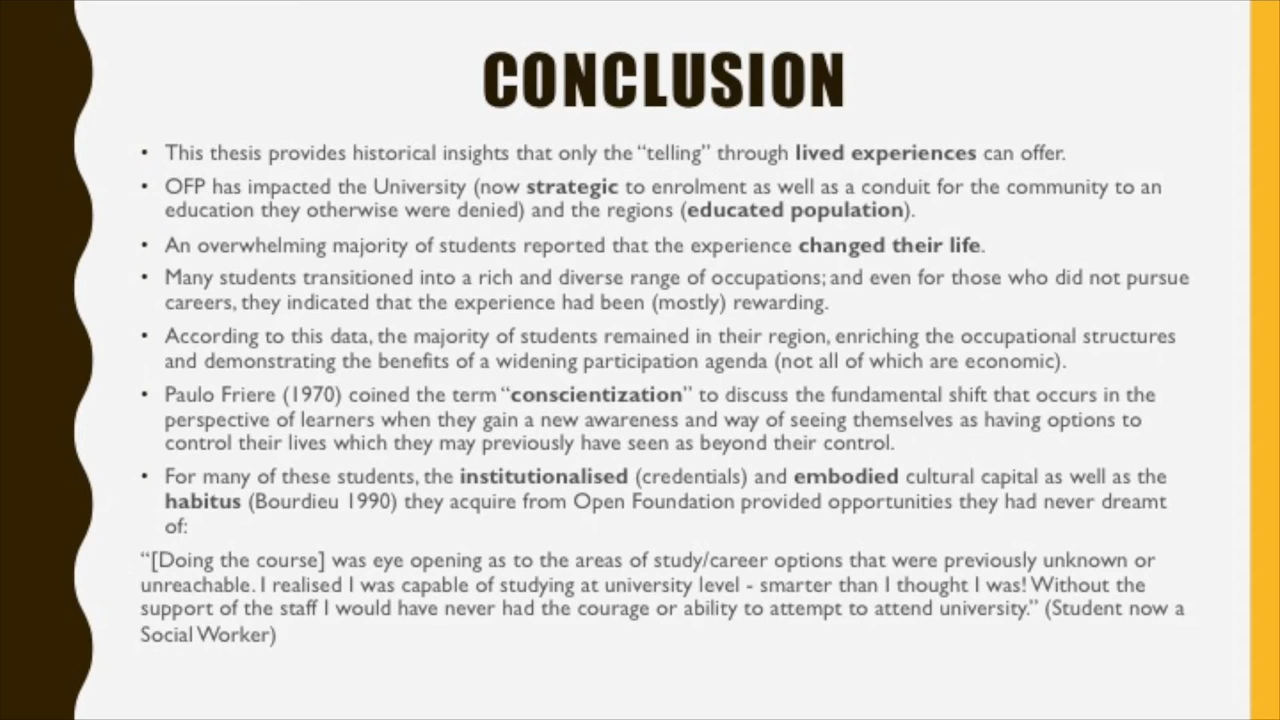 CONCLUSION
• This thesis provides historical insights that only the “telling” through lived experiences can offer.
• OFP has impacted the University (now strategic to enrolment as well as a conduit for the community to an
education they otherwise were denied) and the regions (educated population).
• An overwhelming majority of students reported that the experience changed their life.
• Many students transitioned into a rich and diverse range of occupations; and even for those who did not pursue
careers, they indicated that the experience had been (mostly) rewarding.
• According to this data, the majority of students remained in their region, enriching the occupational structures
and demonstrating the benefits of a widening participation agenda (not all of which are economic).
• Paulo Friere (1970) coined the term “conscientization” to discuss the fundamental shift that occurs in the
perspective of learners when they gain a new awareness and way of seeing themselves as having options to
control their lives which they may previously have seen as beyond their control.
• For many of these students, the institutionalised (credentials) and embodied cultural capital as well as the
habitus (Bourdieu 1990) they acquire from Open Foundation provided opportunities they had never dreamt
of:
“[Doing the course] was eye opening as to the areas of study/career options that were previously unknown or
unreachable. I realised I was capable of studying at university level - smarter than I thought I was! Without the
support of the staff I would have never had the courage or ability to attempt to attend university.” (Student now a
Social Worker)